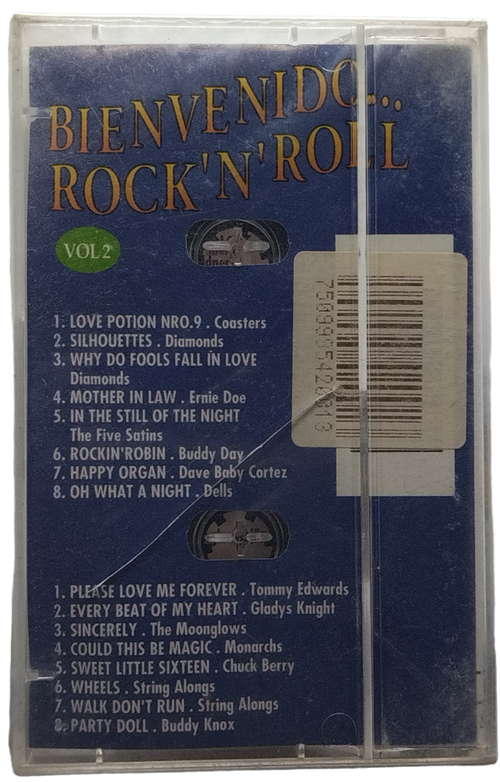 BIENVENIDO...
ROCK'N'ROLL
VOL 2
1. LOVE POTION NRO.9 . Coasters
2. SILHOUETTES . Diamonds
3. WHY DO FOOLS FALL IN LOVE
Diamonds
4. MOTHER IN LAW . Ernie Doe
5. IN THE STILL OF THE NIGHT
The Five Satins
6. ROCKIN'ROBIN . Buddy Day
7. HAPPY ORGAN . Dave Baby Cortez
8. OH WHAT A NIGHT . Dells
1. PLEASE LOVE ME FOREVER . Tommy Edwards
2. EVERY BEAT OF MY HEART . Gladys Knight
3. SINCERELY . The Moonglows
4. COULD THIS BE MAGIC . Monarchs
5. SWEET LITTLE SIXTEEN . Chuck Berry
6. WHEELS . String Alongs
7. WALK DON'T RUN . String Alongs
8. PARTY DOLL . Buddy Knox